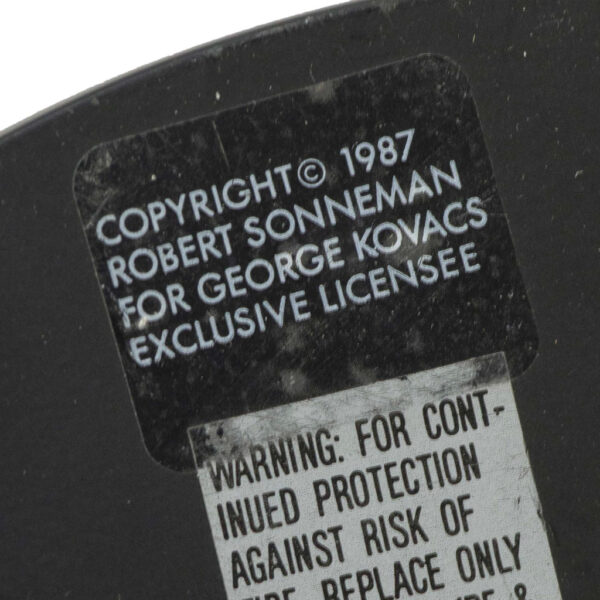 COPYRIGHT© 1987
ROBERT SONNEMAN
FOR GEORGE KOVACS
EXCLUSIVE LICENSEE
WARNING: FOR CONT-
INUED PROTECTION
AGAINST RISK OF
FIRE, REPLACE ONLY
&